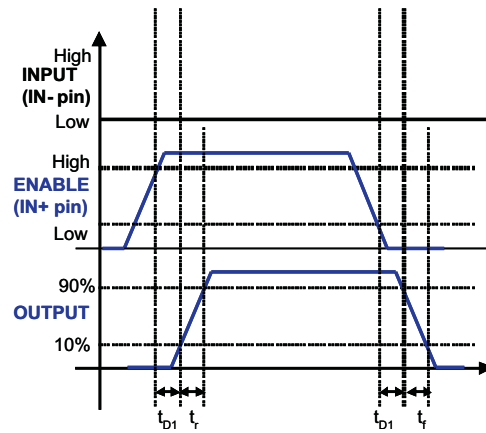 High
INPUT
(IN- pin)
Low
High
ENABLE
(IN+ pin)
Low
90%
OUTPUT
10%
tD1 tr tD1 tf